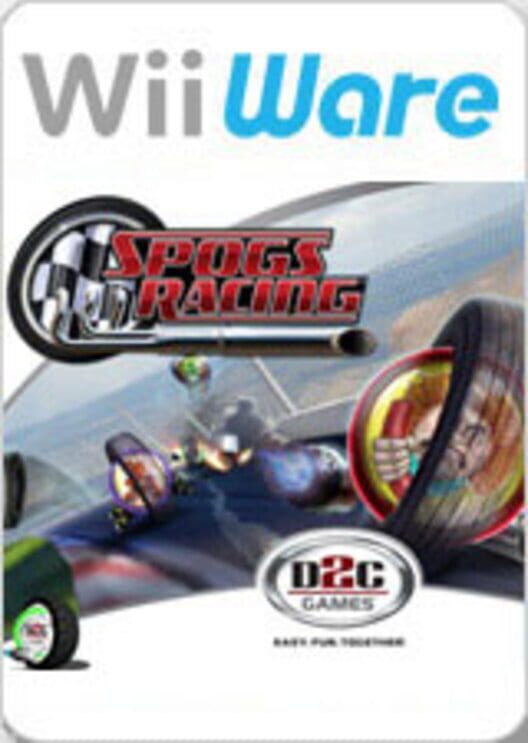 WiiWare
SPOGS
RACING
D2C
GAMES
EASY.FUN.TOGETHER